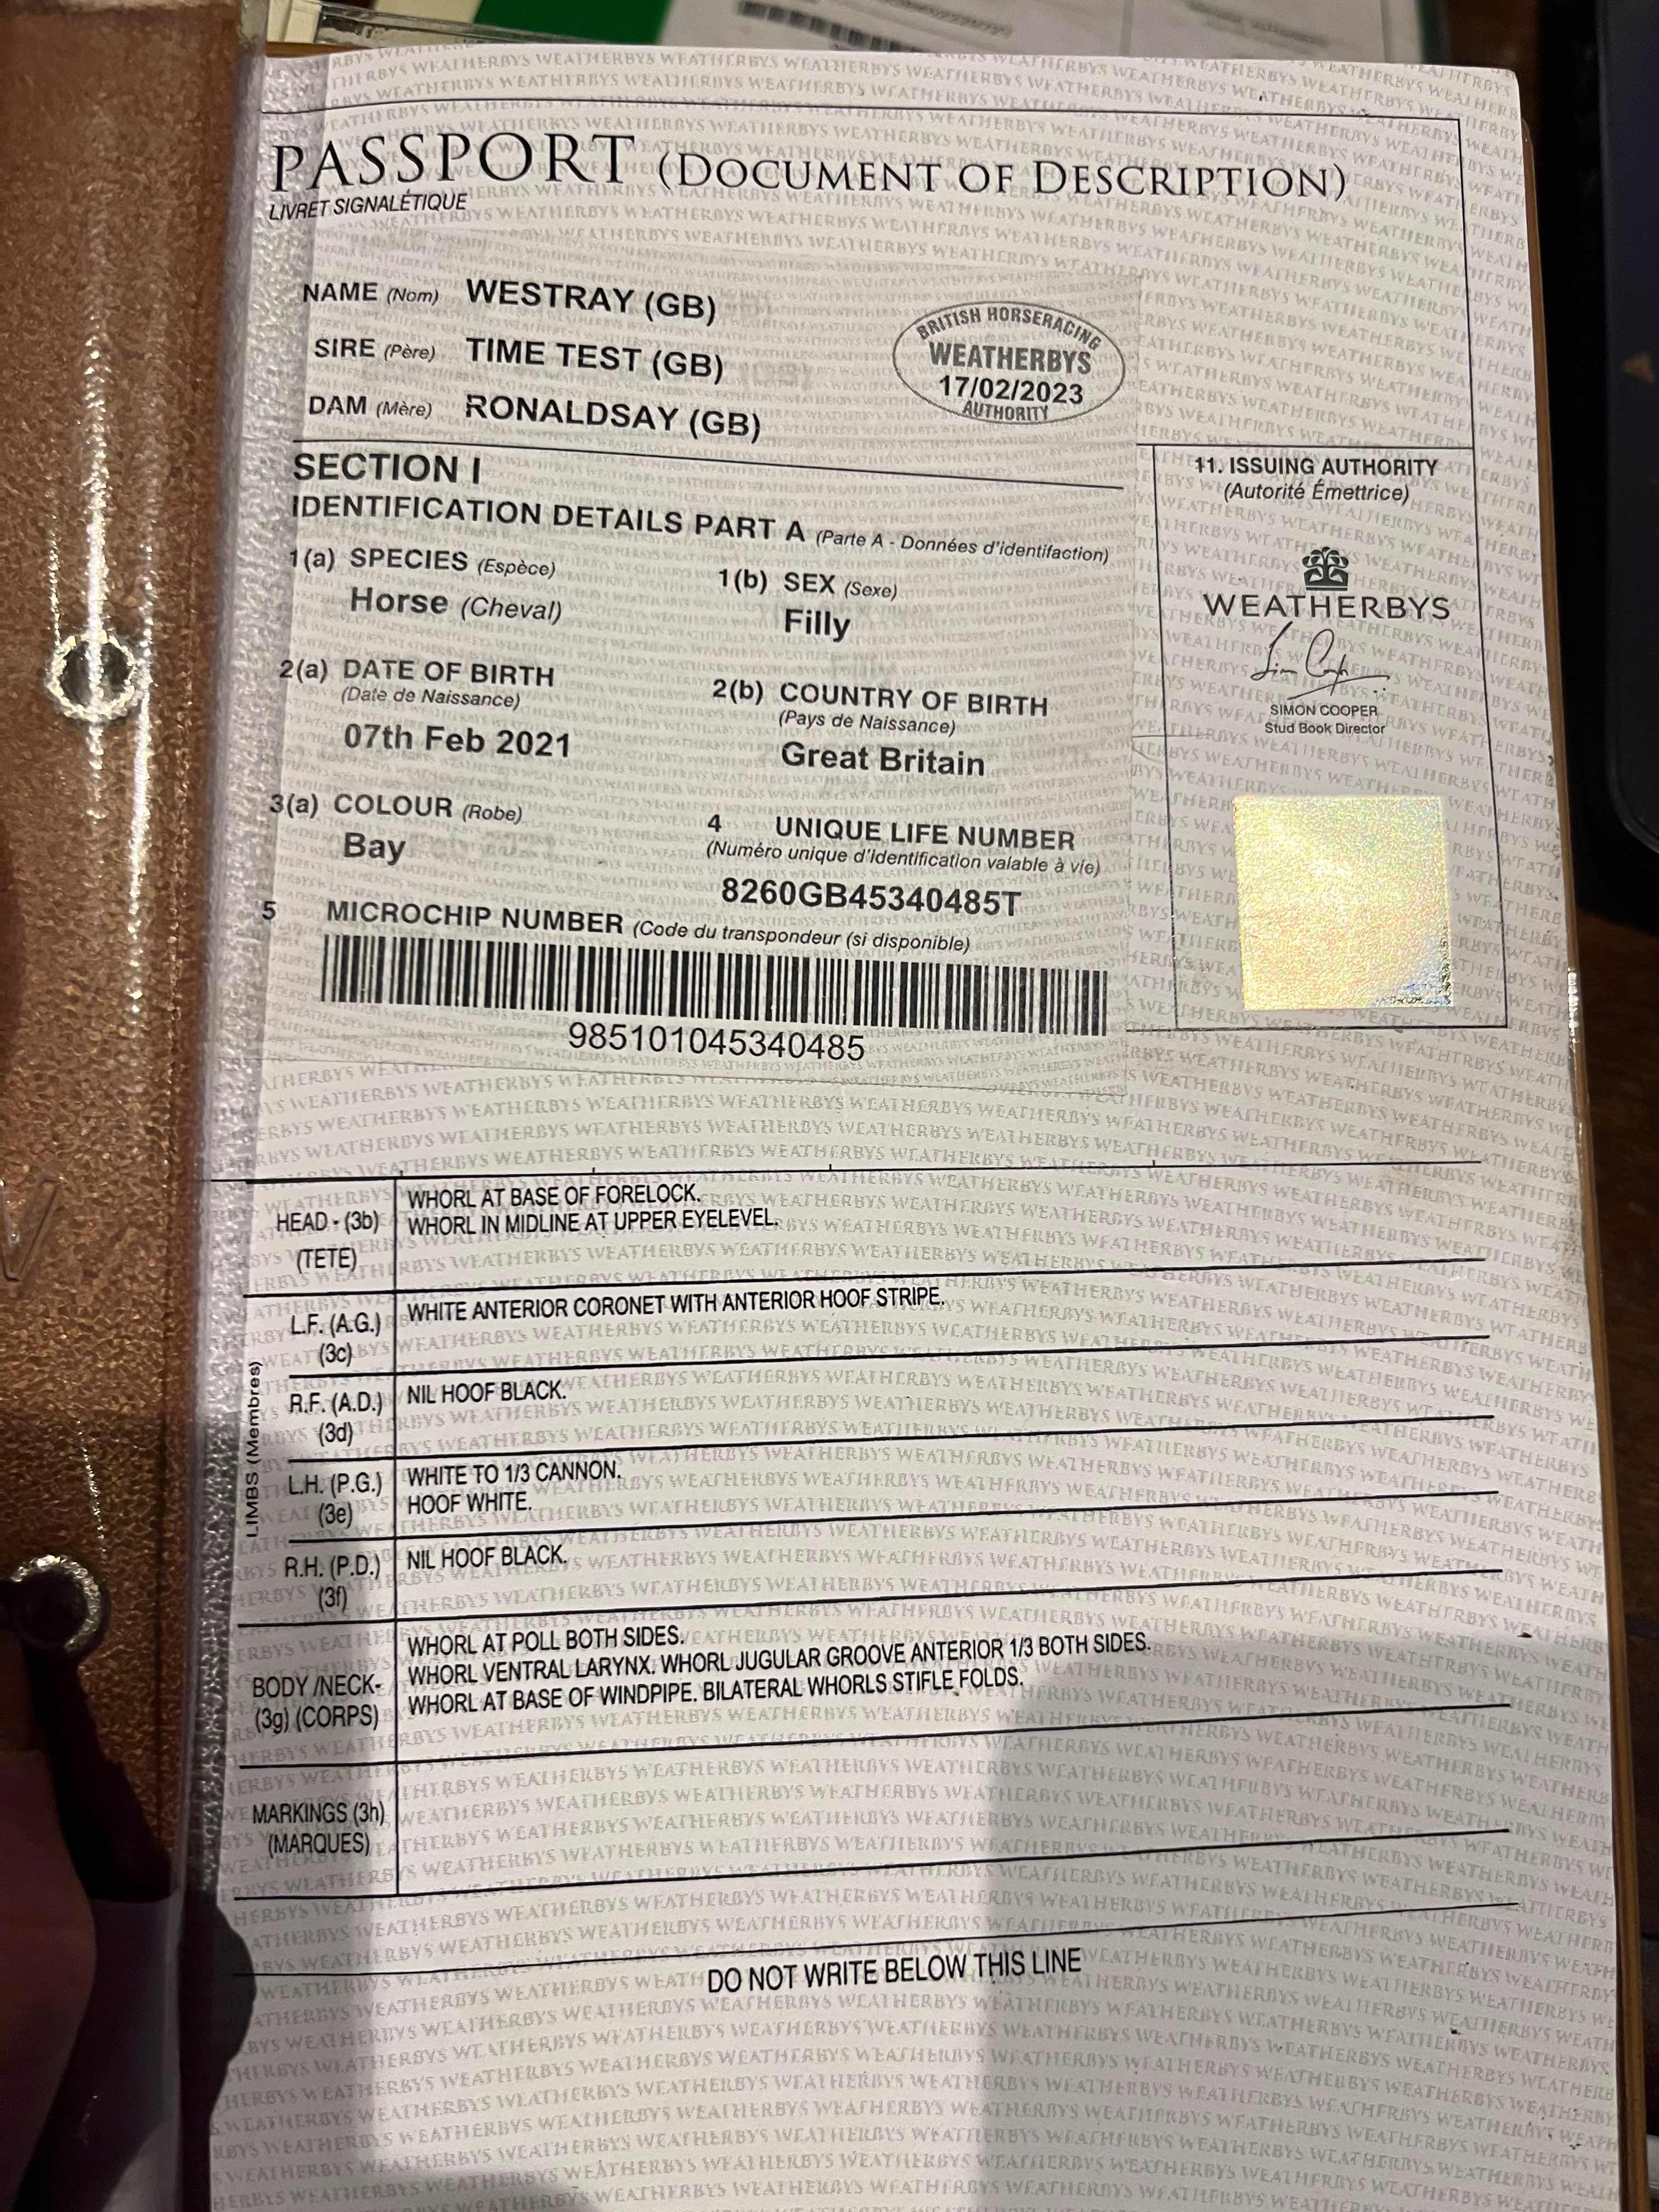 PASSPORT (DOCUMENT OF DESCRIPTION)
LIVRET SIGNALÉTIQUE
NAME (Nom) WESTRAY (GB)
SIRE (Père) TIME TEST (GB)
DAM (Mère) RONALDSAY (GB)
BRITISH HORSERACING
WEATHERBYS
17/02/2023
AUTHORITY
SECTION I
IDENTIFICATION DETAILS PART A (Parte A - Données d'identifaction)
1(a) SPECIES (Espèce)
Horse (Cheval)
1(b) SEX (Sexe)
Filly
2(a) DATE OF BIRTH
(Date de Naissance)
07th Feb 2021
2(b) COUNTRY OF BIRTH
(Pays de Naissance)
Great Britain
3(a) COLOUR (Robe)
Bay
4 UNIQUE LIFE NUMBER
(Numéro unique d'identification valable à vie)
8260GB45340485T
5 MICROCHIP NUMBER (Code du transpondeur (si disponible)
985101045340485
11. ISSUING AUTHORITY
(Autorité Émettrice)
WEATHERBYS
SIMON COOPER
Stud Book Director
LIMBS (Membres)
HEAD - (3b)
(TETE)
WHORL AT BASE OF FORELOCK.
WHORL IN MIDLINE AT UPPER EYELEVEL.
L.F. (A.G.)
(3c)
WHITE ANTERIOR CORONET WITH ANTERIOR HOOF STRIPE.
R.F. (A.D.)
(3d)
NIL HOOF BLACK.
L.H. (P.G.)
(3e)
WHITE TO 1/3 CANNON.
HOOF WHITE.
R.H. (P.D.)
(3f)
NIL HOOF BLACK.
BODY /NECK-
(3g) (CORPS)
WHORL AT POLL BOTH SIDES.
WHORL VENTRAL LARYNX. WHORL JUGULAR GROOVE ANTERIOR 1/3 BOTH SIDES.
WHORL AT BASE OF WINDPIPE. BILATERAL WHORLS STIFLE FOLDS.
MARKINGS (3h)
(MARQUES)
DO NOT WRITE BELOW THIS LINE